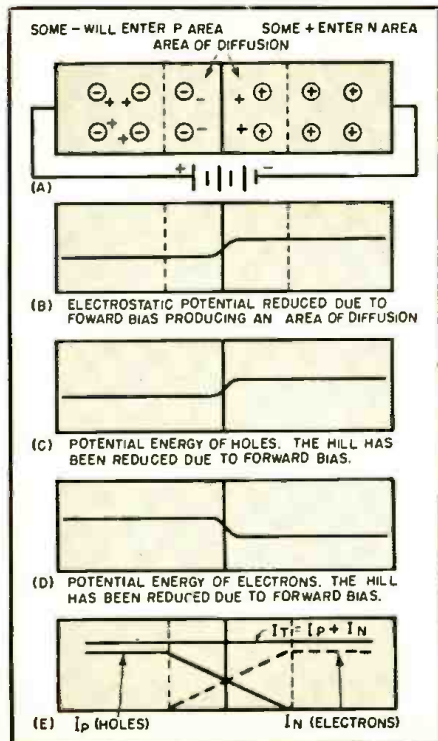 SOME – WILL ENTER P AREA SOME + ENTER N AREA
AREA OF DIFFUSION
+ –
(A)
(B) ELECTROSTATIC POTENTIAL REDUCED DUE TO
FOWARD BIAS PRODUCING AN AREA OF DIFFUSION
(C) POTENTIAL ENERGY OF HOLES. THE HILL HAS
BEEN REDUCED DUE TO FORWARD BIAS.
(D) POTENTIAL ENERGY OF ELECTRONS. THE HILL
HAS BEEN REDUCED DUE TO FORWARD BIAS.
IT = IP + IN
(E) IP (HOLES) IN (ELECTRONS)